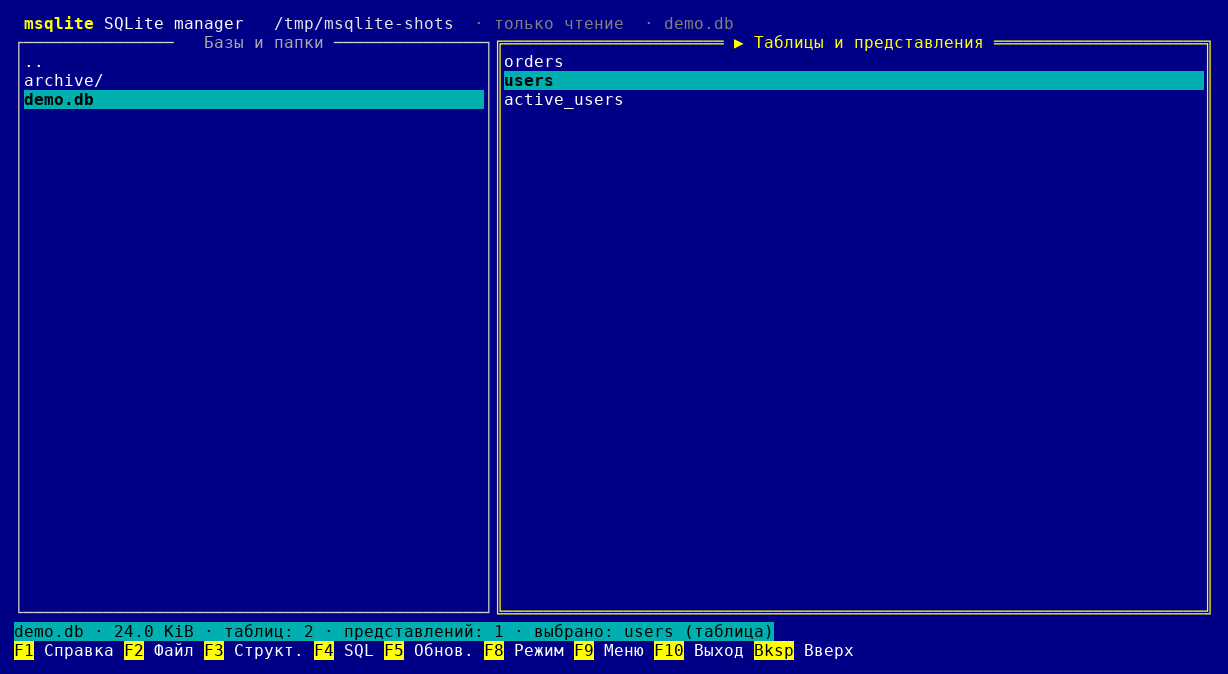 msqlite SQLite manager /tmp/msqlite-shots · только чтение · demo.db
Базы и папки
..
archive/
demo.db
▶ Таблицы и представления
orders
users
active_users
demo.db · 24.0 KiB · таблиц: 2 · представлений: 1 · выбрано: users (таблица)
F1 Справка F2 Файл F3 Структ. F4 SQL F5 Обнов. F8 Режим F9 Меню F10 Выход Bksp Вверх